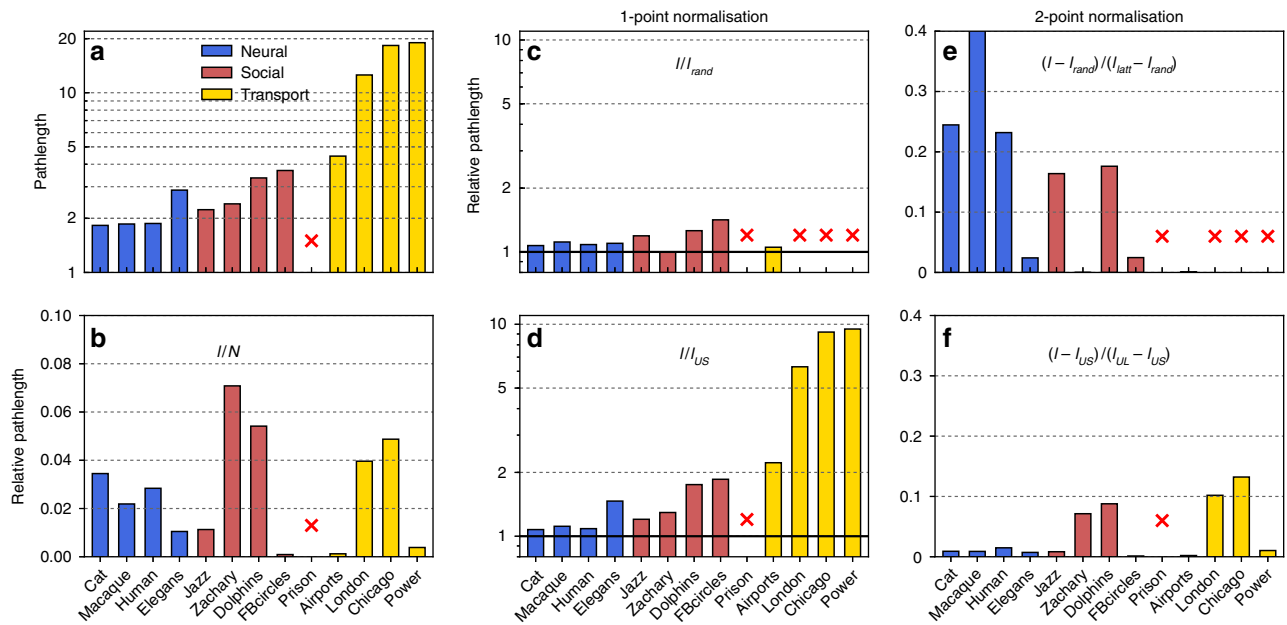 1-point normalisation
2-point normalisation
a
Neural
Social
Transport
20
10
5
2
1
Pathlength
c
l/l_rand
10
5
2
1
Relative pathlength
e
(l – l_rand)/(l_latt – l_rand)
0.4
0.3
0.2
0.1
0
b
l/N
0.10
0.08
0.06
0.04
0.02
0.00
Relative pathlength
Cat
Macaque
Human
Elegans
Jazz
Zachary
Dolphins
FBcircles
Prison
Airports
London
Chicago
Power
d
l/l_US
10
5
2
1
Cat
Macaque
Human
Elegans
Jazz
Zachary
Dolphins
FBcircles
Prison
Airports
London
Chicago
Power
f
(l – l_US)/(l_UL – l_US)
0.4
0.3
0.2
0.1
0
Cat
Macaque
Human
Elegans
Jazz
Zachary
Dolphins
FBcircles
Prison
Airports
London
Chicago
Power